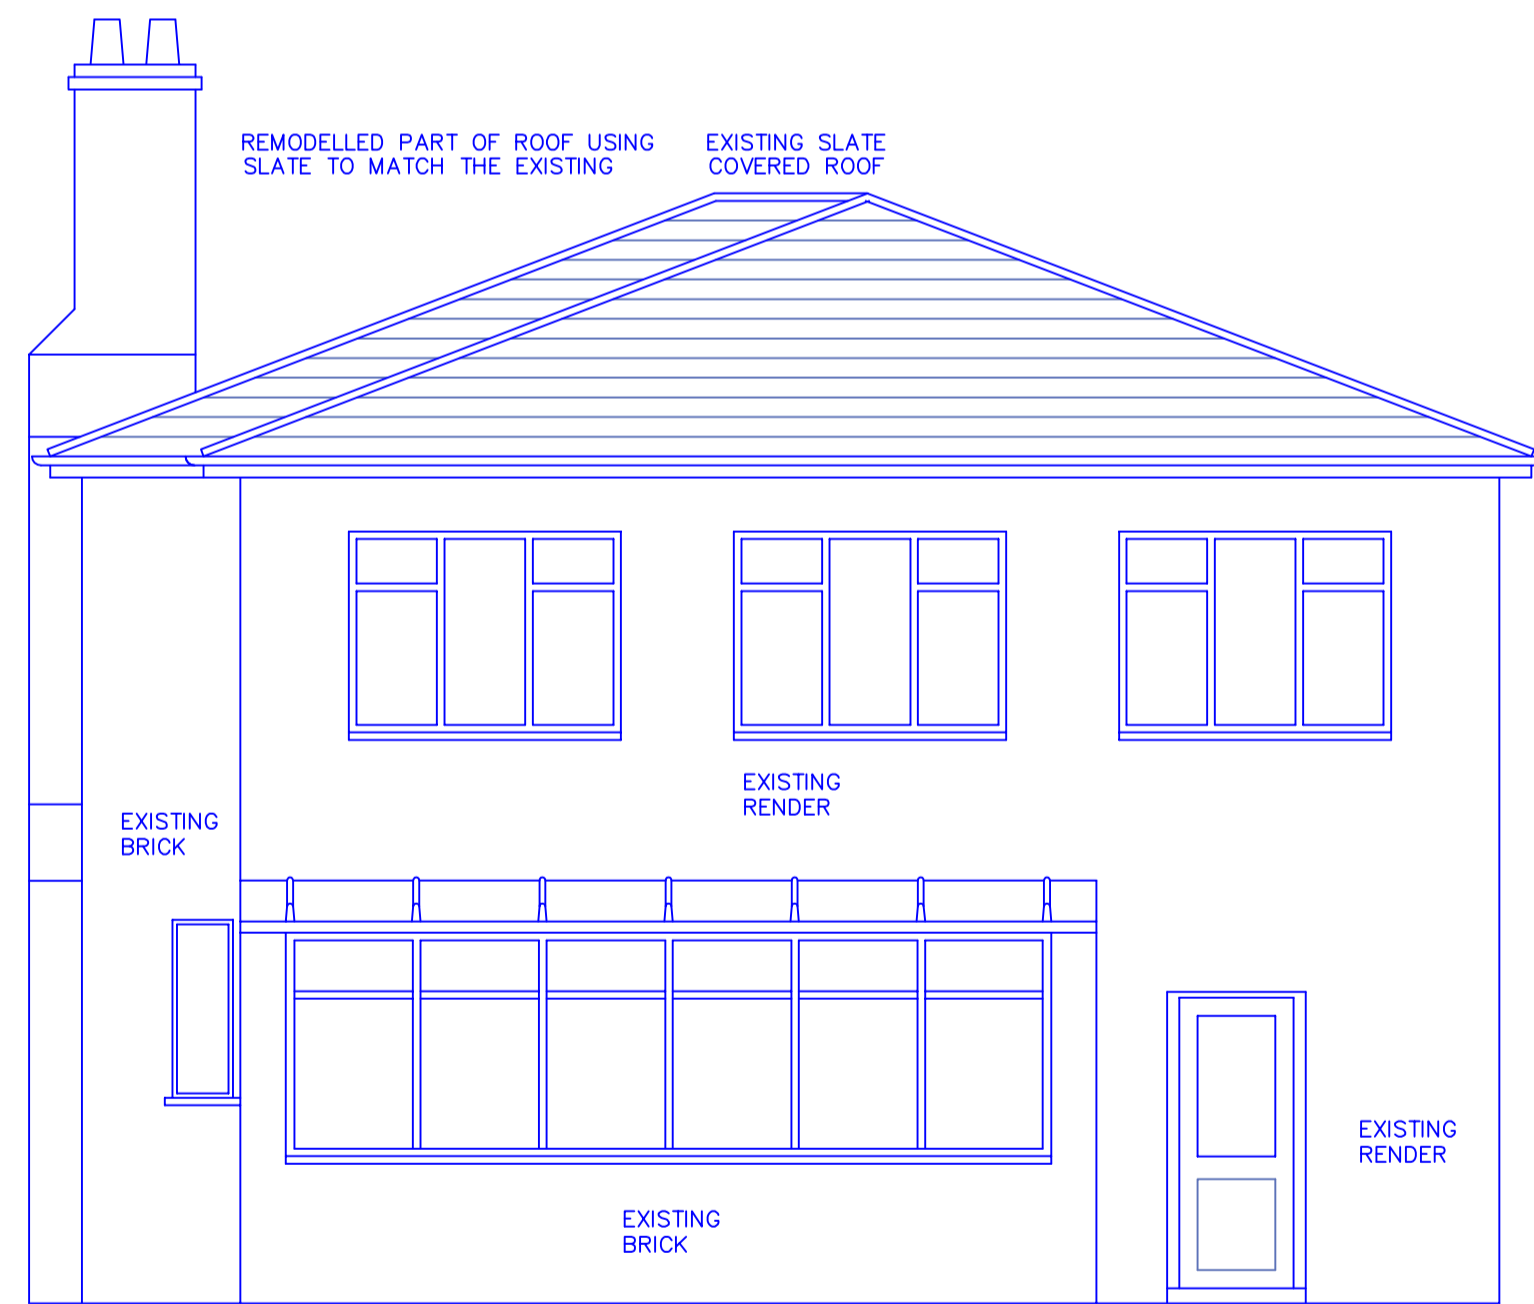 REMODELLED PART OF ROOF USING
SLATE TO MATCH THE EXISTING
EXISTING SLATE
COVERED ROOF
EXISTING
RENDER
EXISTING
BRICK
EXISTING
RENDER
EXISTING
BRICK